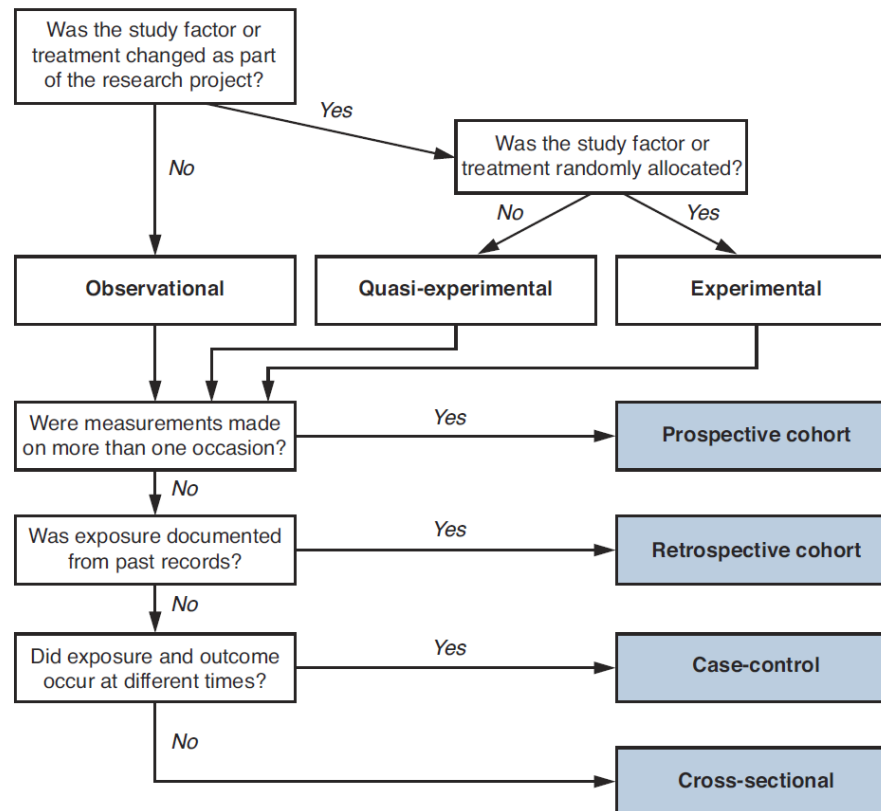 Was the study factor or
treatment changed as part
of the research project?
Yes
Was the study factor or
treatment randomly allocated?
No
No
Yes
Observational
Quasi-experimental
Experimental
Were measurements made
on more than one occasion?
Yes
Prospective cohort
No
Was exposure documented
from past records?
Yes
Retrospective cohort
No
Did exposure and outcome
occur at different times?
Yes
Case-control
No
Cross-sectional